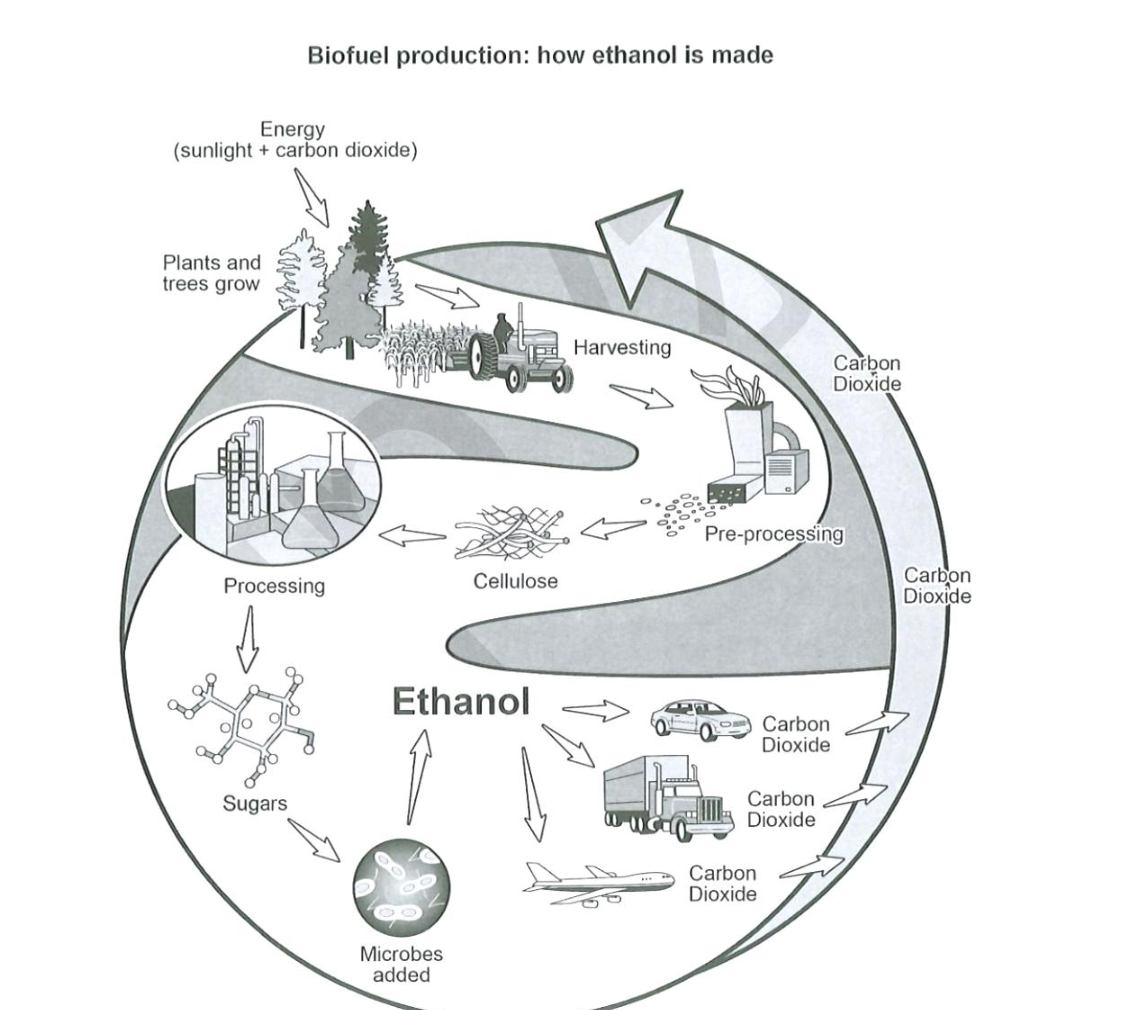 Biofuel production: how ethanol is made
Energy
(sunlight + carbon dioxide)
Plants and
trees grow
Harvesting
Carbon
Dioxide
Pre-processing
Cellulose
Processing
Carbon
Dioxide
Ethanol
Carbon
Dioxide
Sugars
Carbon
Dioxide
Carbon
Dioxide
Microbes
added